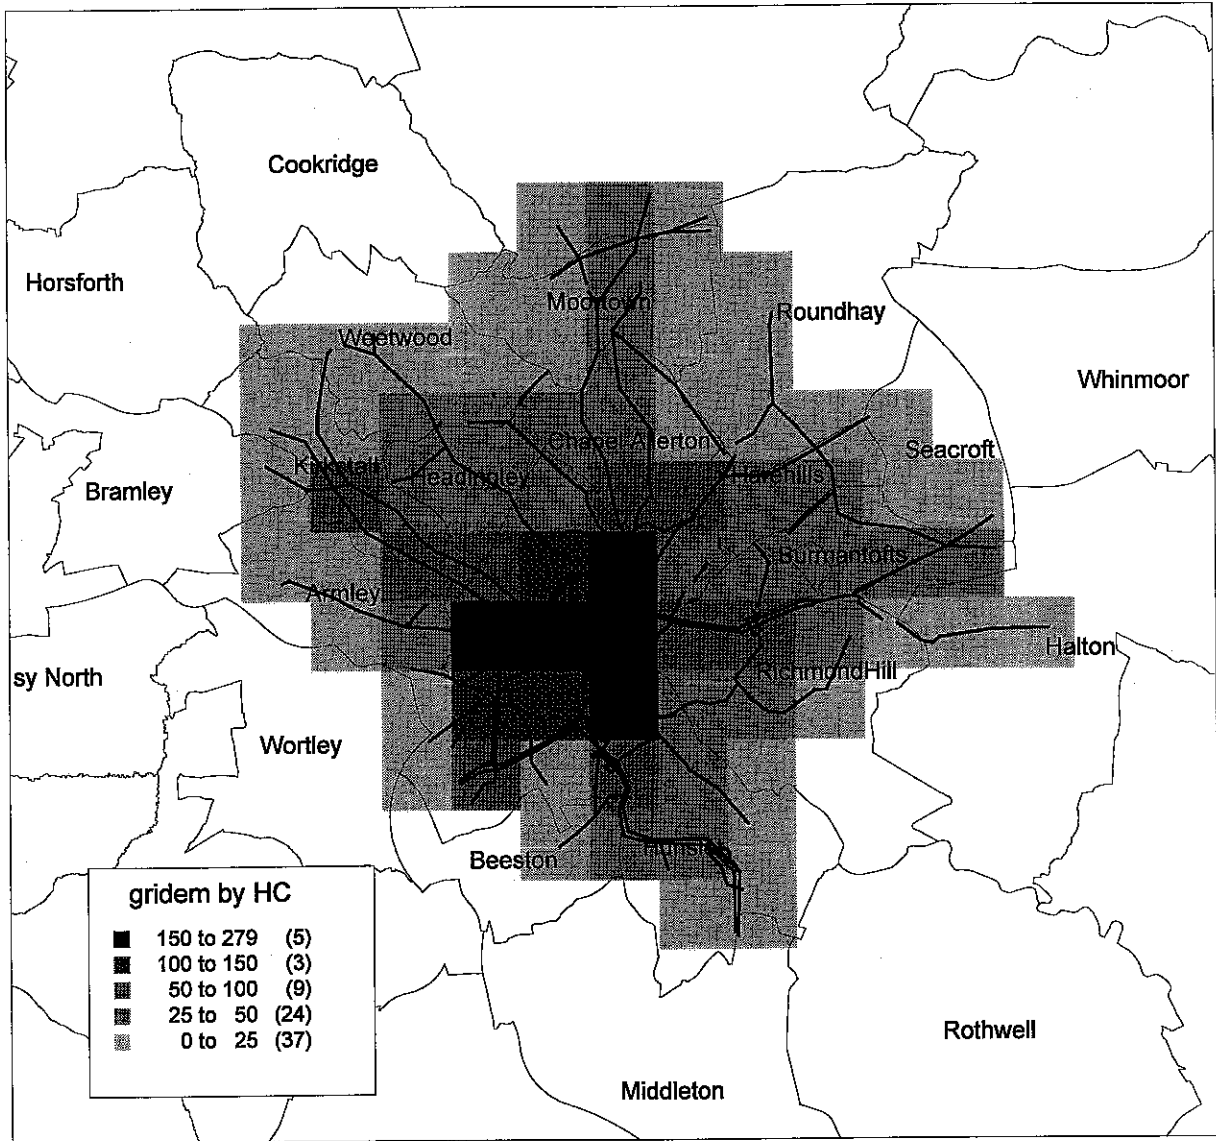 Cookridge
Horsforth
Moortown
Roundhay
Weetwood
Whinmoor
Chapel Allerton
Seacroft
Kirkstall
Headingley
Harehills
Bramley
Burmantofts
Armley
Halton
sy North
RichmondHill
Wortley
Beeston
Hunslet
gridem by HC
150 to 279 (5)
100 to 150 (3)
50 to 100 (9)
25 to 50 (24)
0 to 25 (37)
Rothwell
Middleton